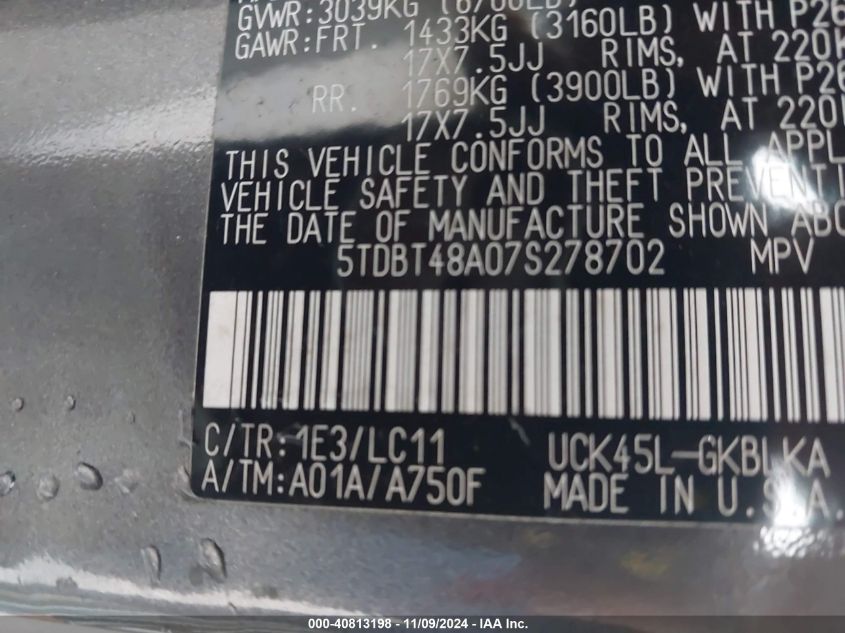 GVWR:3039KG (6700LB)
GAWR:FRT. 1433KG (3160LB) WITH P26
17X7.5JJ RIMS, AT 220K
RR. 1769KG (3900LB) WITH P26
17X7.5JJ RIMS, AT 220
THIS VEHICLE CONFORMS TO ALL APPL
VEHICLE SAFETY AND THEFT PREVENTI
THE DATE OF MANUFACTURE SHOWN ABO
5TDBT48A07S278702 MPV
C/TR:1E3/LC11 UCK45L-GKBLKA
A/TM:A01A/A750F MADE IN U.S.A.
000-40813198 - 11/09/2024 - IAA Inc.